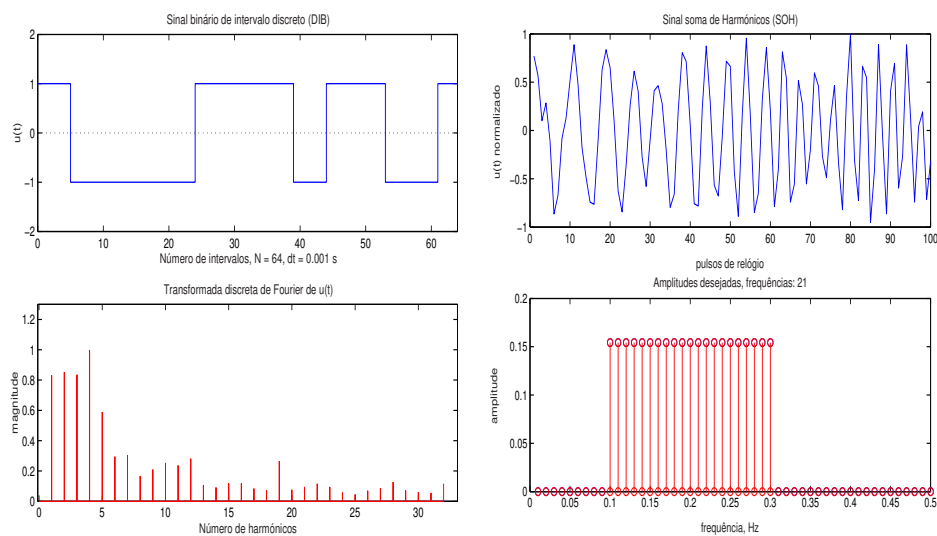 Sinal binário de intervalo discreto (DIB)
2
1
0
−1
−2
u(t)
0 10 20 30 40 50 60
Número de intervalos, N = 64, dt = 0.001 s
Sinal soma de Harmónicos (SOH)
1
0.5
0
−0.5
−1
u(t) normalizado
0 10 20 30 40 50 60 70 80 90 100
pulsos de relógio
Transformada discreta de Fourier de u(t)
1.2
1
0.8
0.6
0.4
0.2
0
magnitude
0 5 10 15 20 25 30
Número de harmónicos
Amplitudes desejadas, frequências: 21
0.2
0.15
0.1
0.05
0
amplitude
0 0.05 0.1 0.15 0.2 0.25 0.3 0.35 0.4 0.45 0.5
frequência, Hz